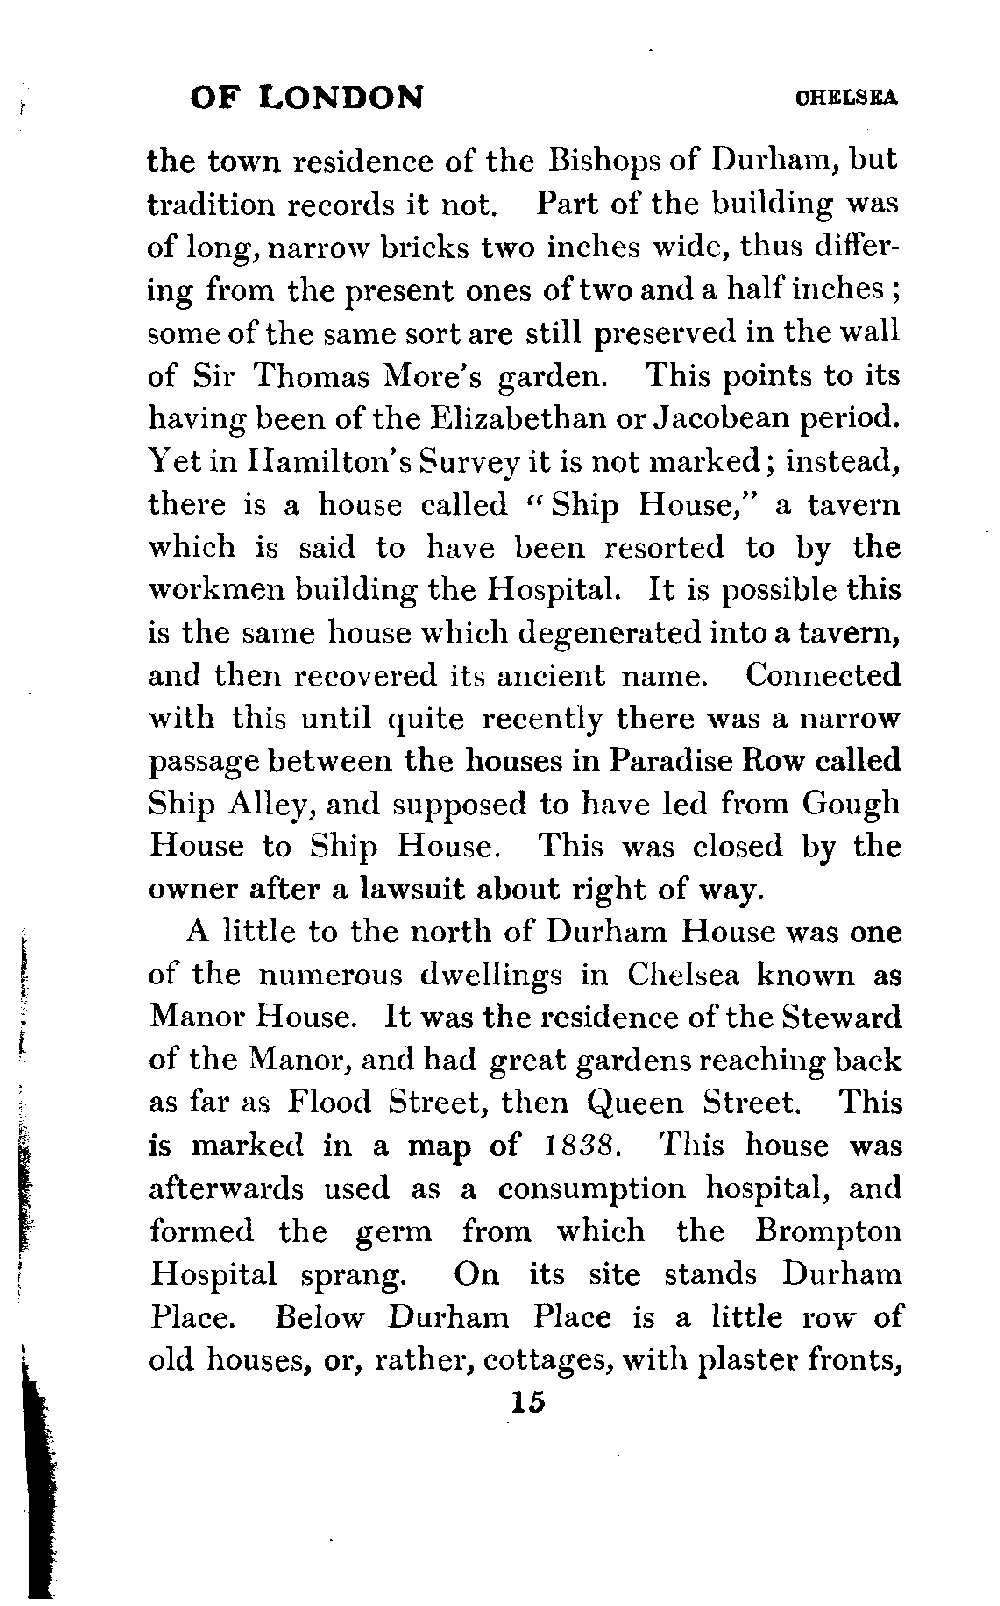 OF LONDON CHELSEA
the town residence of the Bishops of Durham, but
tradition records it not. Part of the building was
of long, narrow bricks two inches wide, thus differ-
ing from the present ones of two and a half inches ;
some of the same sort are still preserved in the wall
of Sir Thomas More's garden. This points to its
having been of the Elizabethan or Jacobean period.
Yet in Hamilton's Survey it is not marked; instead,
there is a house called “Ship House,” a tavern
which is said to have been resorted to by the
workmen building the Hospital. It is possible this
is the same house which degenerated into a tavern,
and then recovered its ancient name. Connected
with this until quite recently there was a narrow
passage between the houses in Paradise Row called
Ship Alley, and supposed to have led from Gough
House to Ship House. This was closed by the
owner after a lawsuit about right of way.
A little to the north of Durham House was one
of the numerous dwellings in Chelsea known as
Manor House. It was the residence of the Steward
of the Manor, and had great gardens reaching back
as far as Flood Street, then Queen Street. This
is marked in a map of 1838. This house was
afterwards used as a consumption hospital, and
formed the germ from which the Brompton
Hospital sprang. On its site stands Durham
Place. Below Durham Place is a little row of
old houses, or, rather, cottages, with plaster fronts,
15